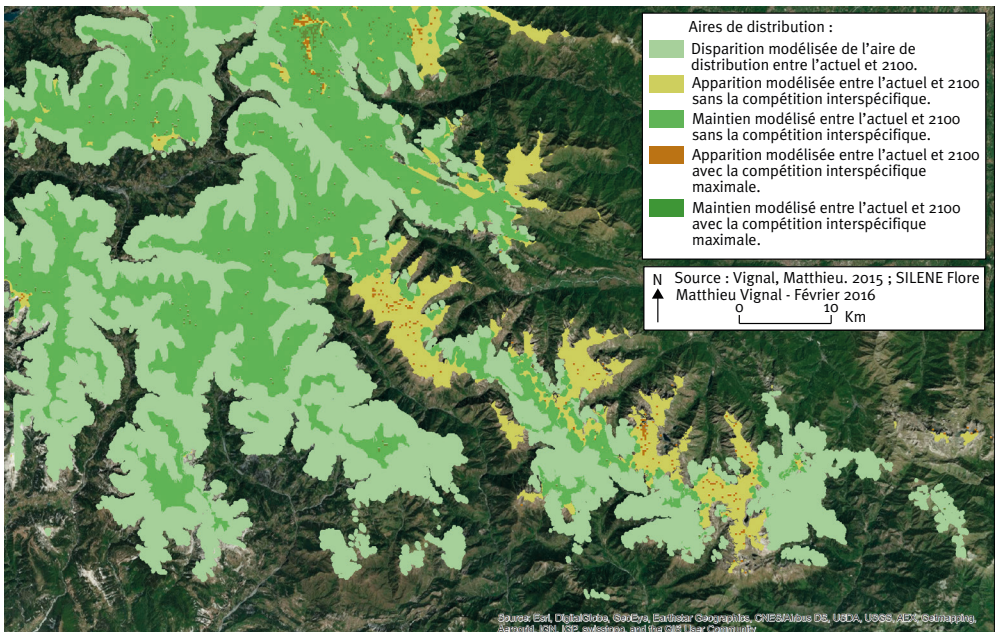 Aires de distribution :
Disparition modélisée de l'aire de
distribution entre l'actuel et 2100.
Apparition modélisée entre l'actuel et 2100
sans la compétition interspécifique.
Maintien modélisé entre l'actuel et 2100
sans la compétition interspécifique.
Apparition modélisée entre l'actuel et 2100
avec la compétition interspécifique
maximale.
Maintien modélisé entre l'actuel et 2100
avec la compétition interspécifique
maximale.
N Source : Vignal, Matthieu. 2015 ; SILENE Flore
Matthieu Vignal - Février 2016
0 10
Km
Source: Esri, DigitalGlobe, GeoEye, Earthstar Geographics, CNES/Airbus DS, USDA, USGS, AEX, Getmapping,
Aerogrid, IGN, IGP, swisstopo, and the GIS User Community